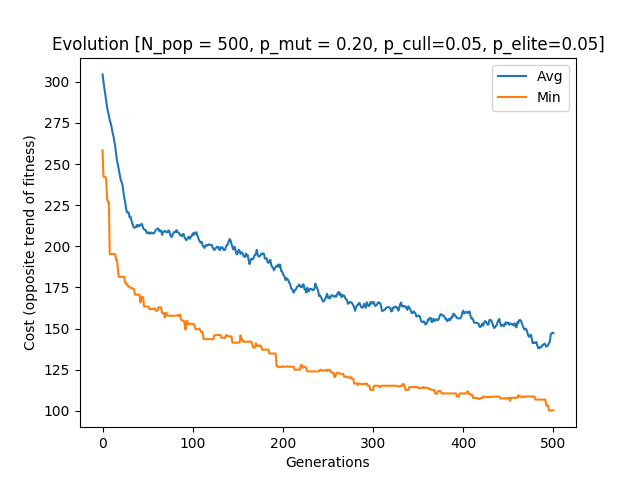 Evolution [N_pop = 500, p_mut = 0.20, p_cull=0.05, p_elite=0.05]
Avg
Min
Cost (opposite trend of fitness)
300
275
250
225
200
175
150
125
100
0 100 200 300 400 500
Generations